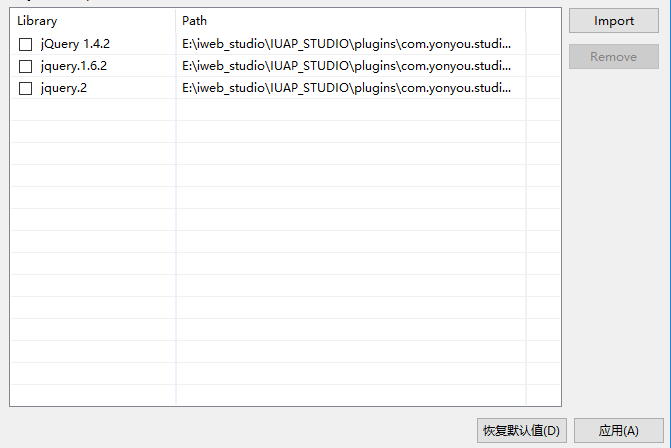 Library Path Import
jQuery 1.4.2 E:\iweb_studio\IUAP_STUDIO\plugins\com.yonyou.studi...
Remove
jquery.1.6.2 E:\iweb_studio\IUAP_STUDIO\plugins\com.yonyou.studi...
jquery.2 E:\iweb_studio\IUAP_STUDIO\plugins\com.yonyou.studi...
恢复默认值(D) 应用(A)